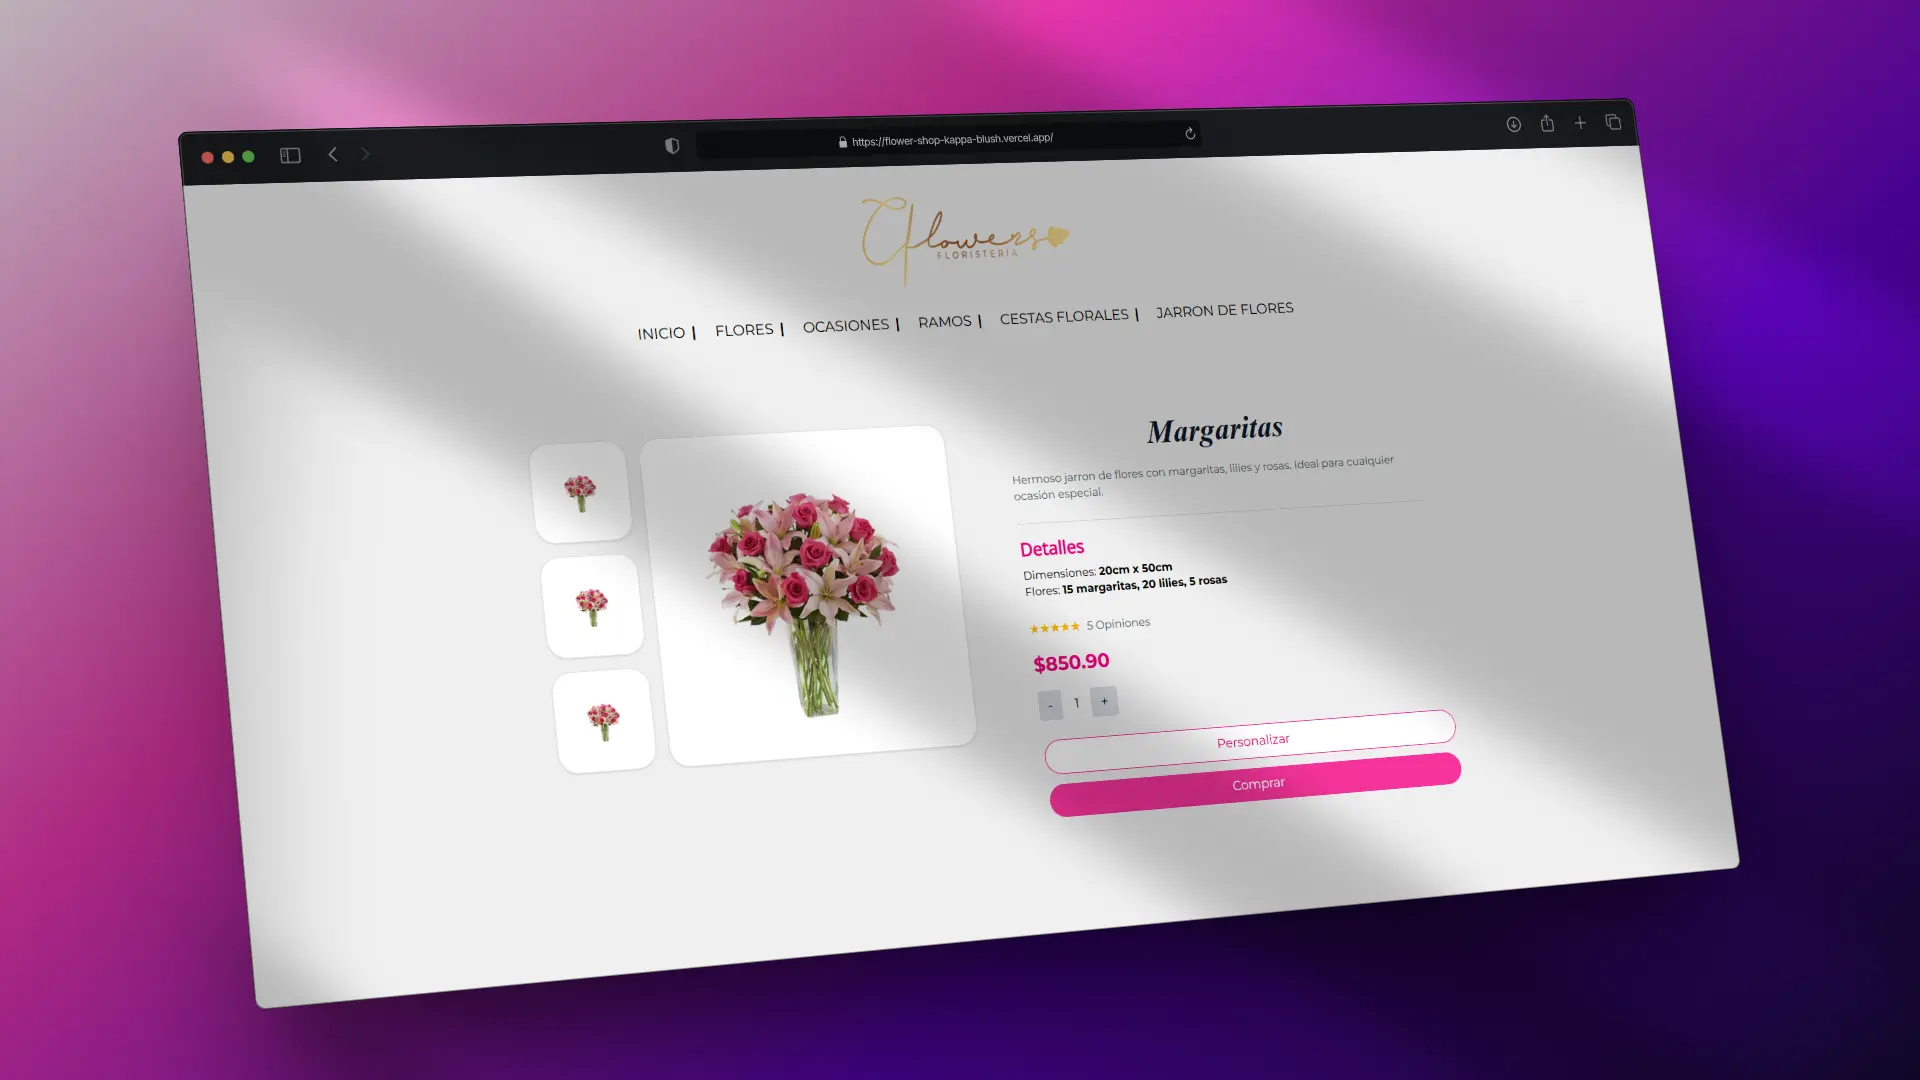 https://flower-shop-kappa-blush.vercel.app/
Flowers
FLORISTERÍA
INICIO | FLORES | OCASIONES | RAMOS | CESTAS FLORALES | JARRON DE FLORES
Margaritas
Hermoso jarron de flores con margaritas, lilies y rosas. Ideal para cualquier
ocasión especial.
Detalles
Dimensiones: 20cm x 50cm
Flores: 15 margaritas, 20 lilies, 5 rosas
★★★★★ 5 Opiniones
$850.90
- 1 +
Personalizar
Comprar